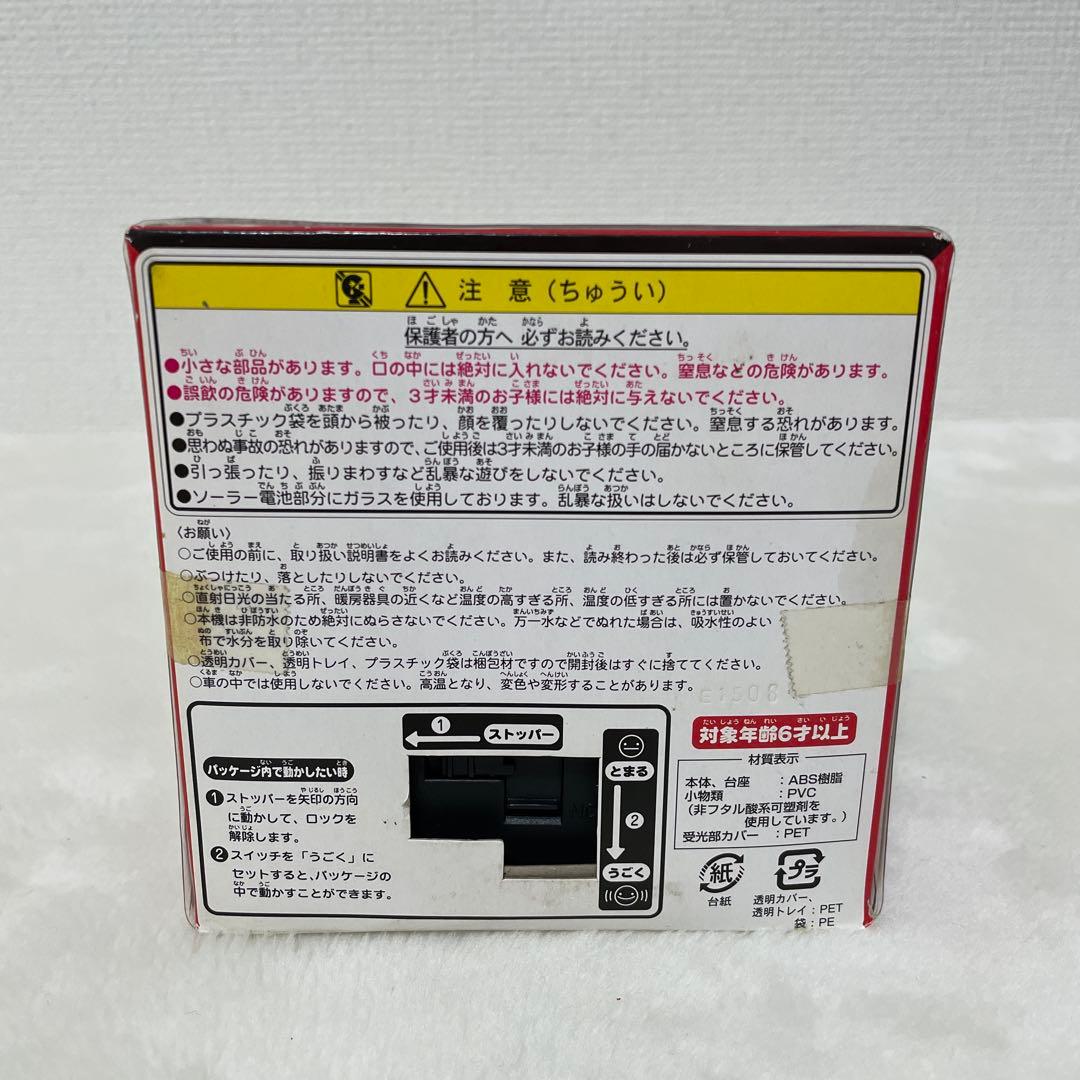 注 意(ちゅうい)
保護者の方へ 必ずお読みください。
●小さな部品があります。口の中には絶対に入れないでください。窒息などの危険があります。
●誤飲の危険がありますので、3才未満のお子様には絶対に与えないでください。
●プラスチック袋を頭から被ったり、顔を覆ったりしないでください。窒息する恐れがあります。
●思わぬ事故の恐れがありますので、ご使用後は3才未満のお子様の手の届かないところに保管してください。
●引っ張ったり、振りまわすなど乱暴な遊びをしないでください。
●ソーラー電池部分にガラスを使用しております。乱暴な扱いはしないでください。
〈お願い〉
○ご使用の前に、取り扱い説明書をよくお読みください。また、読み終わった後は必ず保管しておいてください。
○ぶつけたり、落としたりしないでください。
○直射日光の当たる所、暖房器具の近くなど温度の高すぎる所、温度の低すぎる所には置かないでください。
○本機は非防水のため絶対にぬらさないでください。万一水などでぬれた場合は、吸水性のよい
布で水分を取り除いてください。
○透明カバー、透明トレイ、プラスチック袋は梱包材ですので開封後はすぐに捨ててください。
○車の中では使用しないでください。高温となり、変色や変形することがあります。
E1508
パッケージ内で動かしたい時
❶ストッパーを矢印の方向
に動かして、ロックを
解除します。
❷スイッチを「うごく」に
セットすると、パッケージの
中で動かすことができます。
① ストッパー
とまる
②
うごく
対象年齢6才以上
材質表示
本体、台座 :ABS樹脂
小物類 :PVC
(非フタル酸系可塑剤を
使用しています。)
受光部カバー :PET
紙
台紙
プラ
透明カバー、
透明トレイ:PET
袋:PE